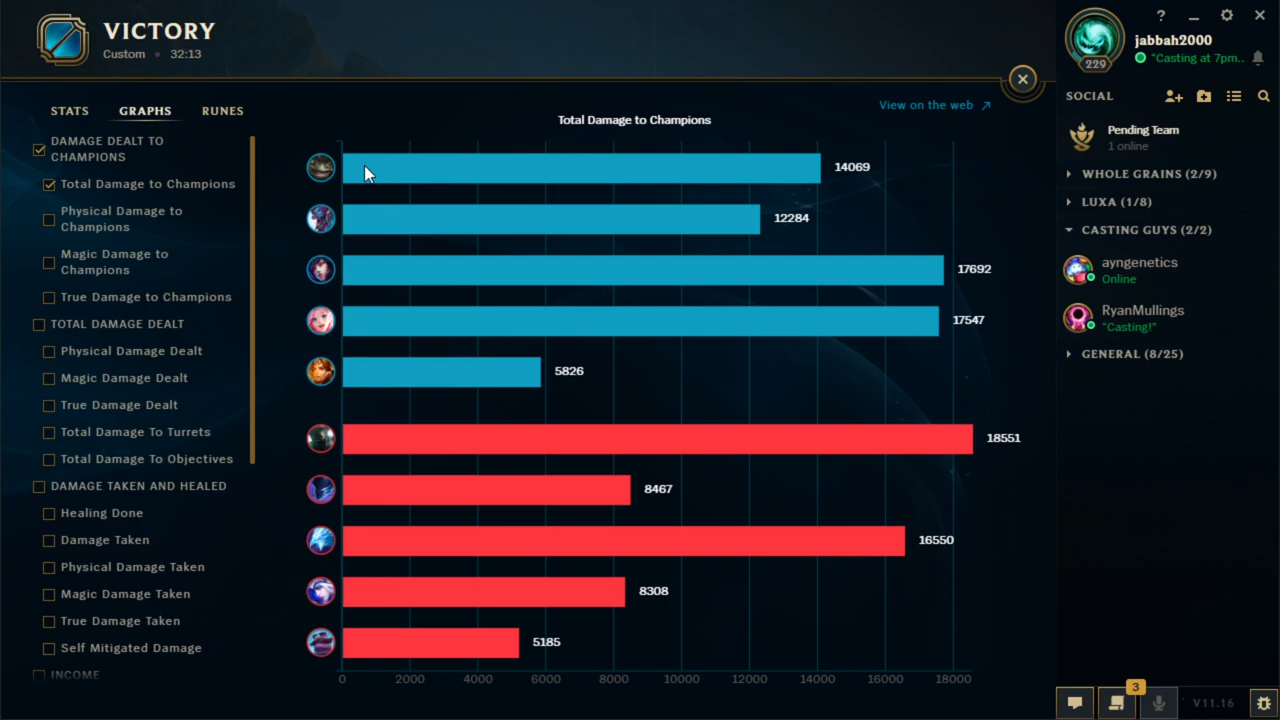 VICTORY
Custom • 32:13
STATS GRAPHS RUNES
View on the web
DAMAGE DEALT TO
CHAMPIONS
Total Damage to Champions
Physical Damage to
Champions
Magic Damage to
Champions
True Damage to Champions
TOTAL DAMAGE DEALT
Physical Damage Dealt
Magic Damage Dealt
True Damage Dealt
Total Damage To Turrets
Total Damage To Objectives
DAMAGE TAKEN AND HEALED
Healing Done
Damage Taken
Physical Damage Taken
Magic Damage Taken
True Damage Taken
Self Mitigated Damage
INCOME
Total Damage to Champions
14069
12284
17692
17547
5826
18551
8467
16550
8308
5185
0 2000 4000 6000 8000 10000 12000 14000 16000 18000
?
229
jabbah2000
"Casting at 7pm..
SOCIAL
Pending Team
1 online
WHOLE GRAINS (2/9)
LUXA (1/8)
CASTING GUYS (2/2)
ayngenetics
Online
RyanMullings
"Casting!"
GENERAL (8/25)
3
V11.16